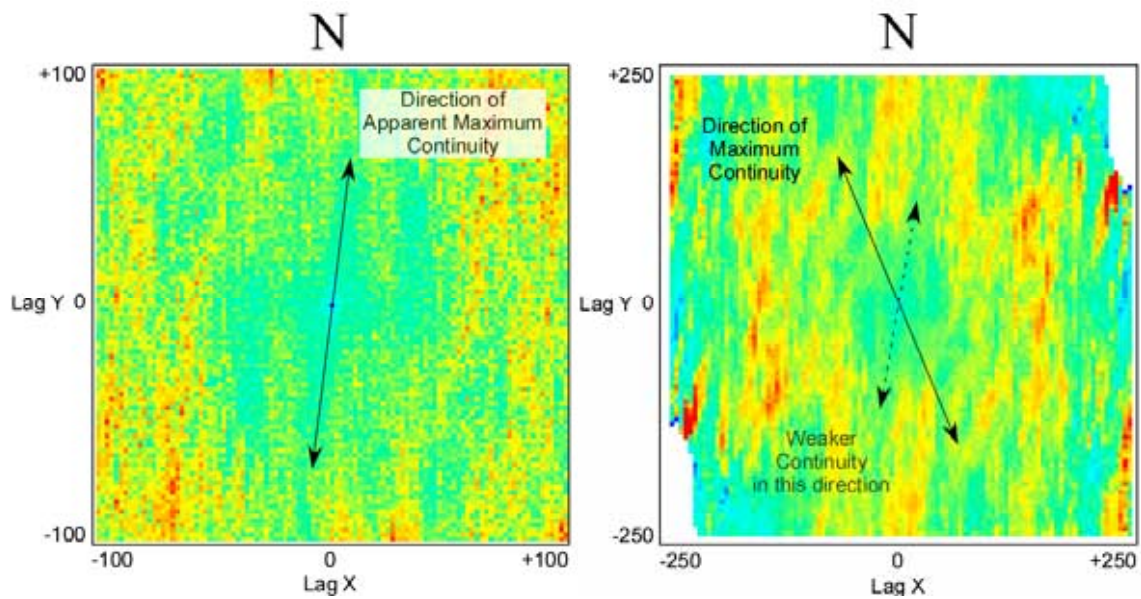 N
+100
Direction of
Apparent Maximum
Continuity
Lag Y
0
-100
-100
0
+100
Lag X
N
+250
Direction of
Maximum
Continuity
Lag Y
0
Weaker
Continuity
in this direction
-250
-250
0
+250
Lag X